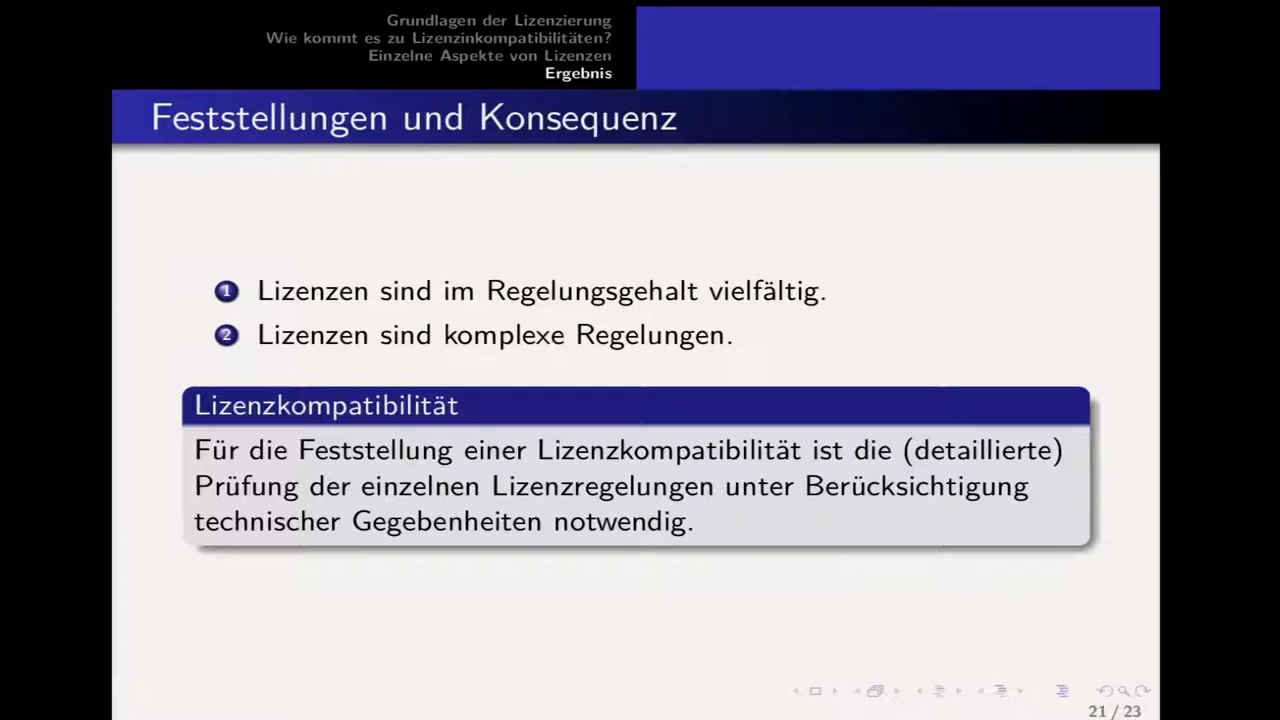 Grundlagen der Lizenzierung
Wie kommt es zu Lizenzinkompatibilitäten?
Einzelne Aspekte von Lizenzen
Ergebnis
Feststellungen und Konsequenz
1 Lizenzen sind im Regelungsgehalt vielfältig.
2 Lizenzen sind komplexe Regelungen.
Lizenzkompatibilität
Für die Feststellung einer Lizenzkompatibilität ist die (detaillierte)
Prüfung der einzelnen Lizenzregelungen unter Berücksichtigung
technischer Gegebenheiten notwendig.
21 / 23